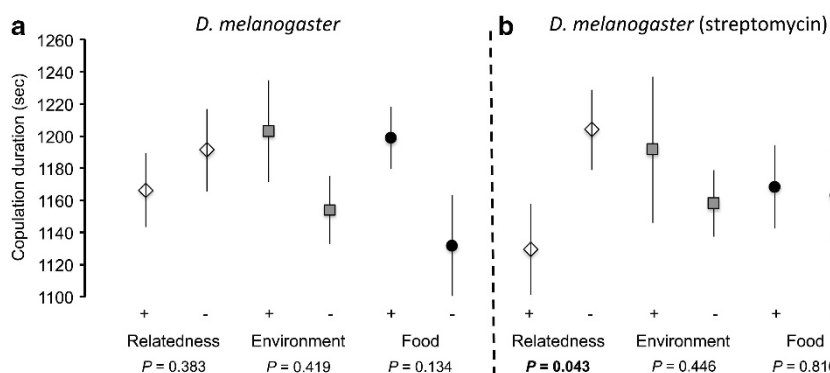 a
D. melanogaster
b
D. melanogaster (streptomycin)
Copulation duration (sec)
1260
1240
1220
1200
1180
1160
1140
1120
1100
+ - + - + -
Relatedness Environment Food
P = 0.383 P = 0.419 P = 0.134
+ - + - +
Relatedness Environment Food
P = 0.043 P = 0.446